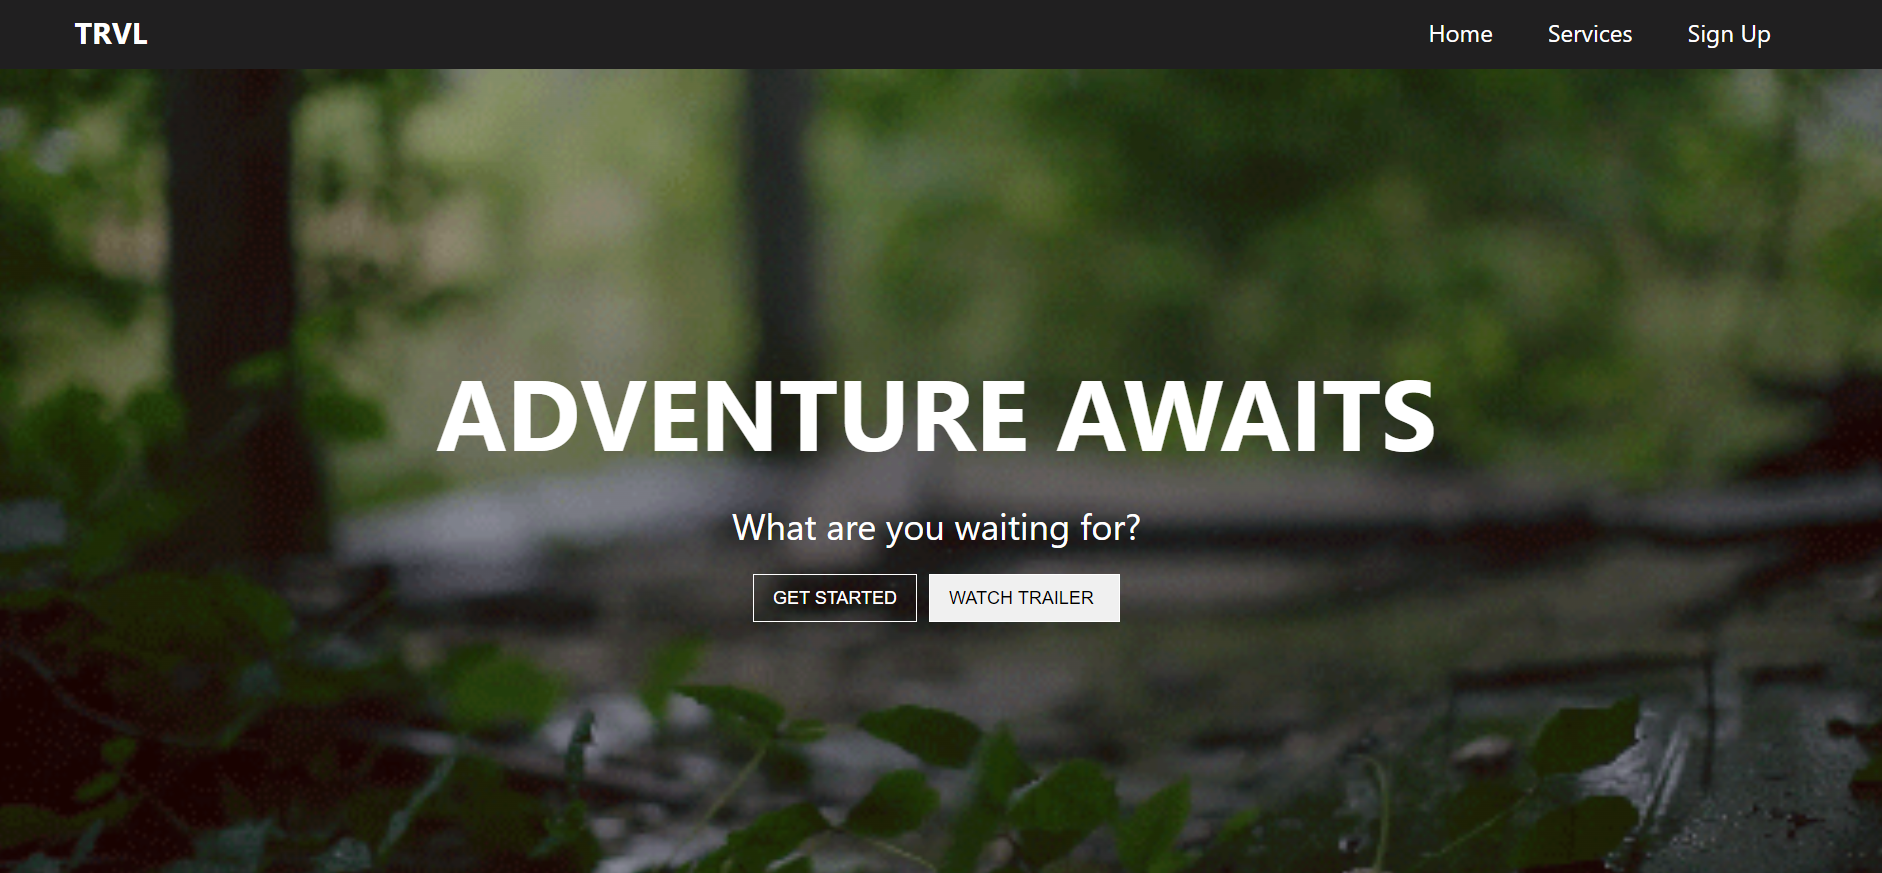 TRVL
Home Services Sign Up
ADVENTURE AWAITS
What are you waiting for?
GET STARTED WATCH TRAILER